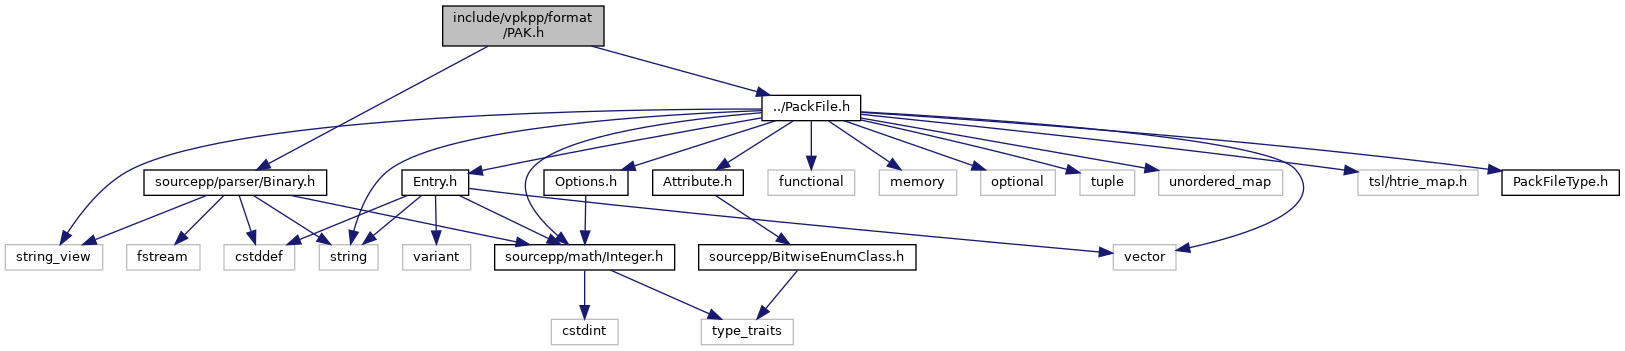 include/vpkpp/format
/PAK.h
../PackFile.h
sourcepp/parser/Binary.h
Entry.h
Options.h
Attribute.h
functional
memory
optional
tuple
unordered_map
tsl/htrie_map.h
PackFileType.h
string_view
fstream
cstddef
string
variant
sourcepp/math/Integer.h
sourcepp/BitwiseEnumClass.h
vector
cstdint
type_traits